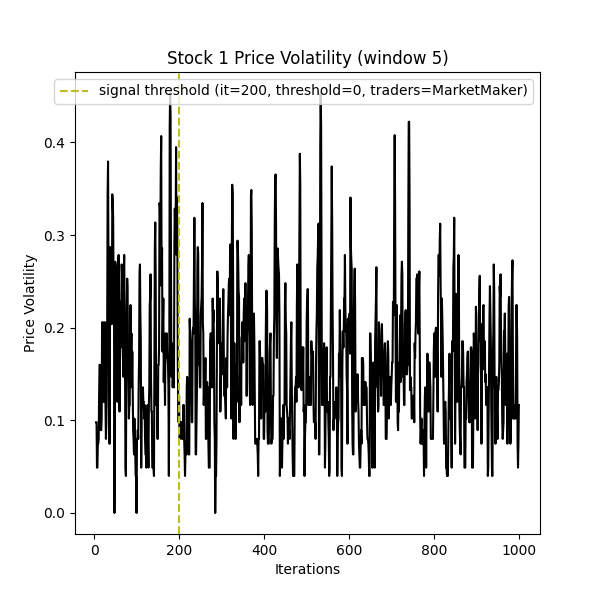 Stock 1 Price Volatility (window 5)
signal threshold (it=200, threshold=0, traders=MarketMaker)
Price Volatility
0.4
0.3
0.2
0.1
0.0
0 200 400 600 800 1000
Iterations